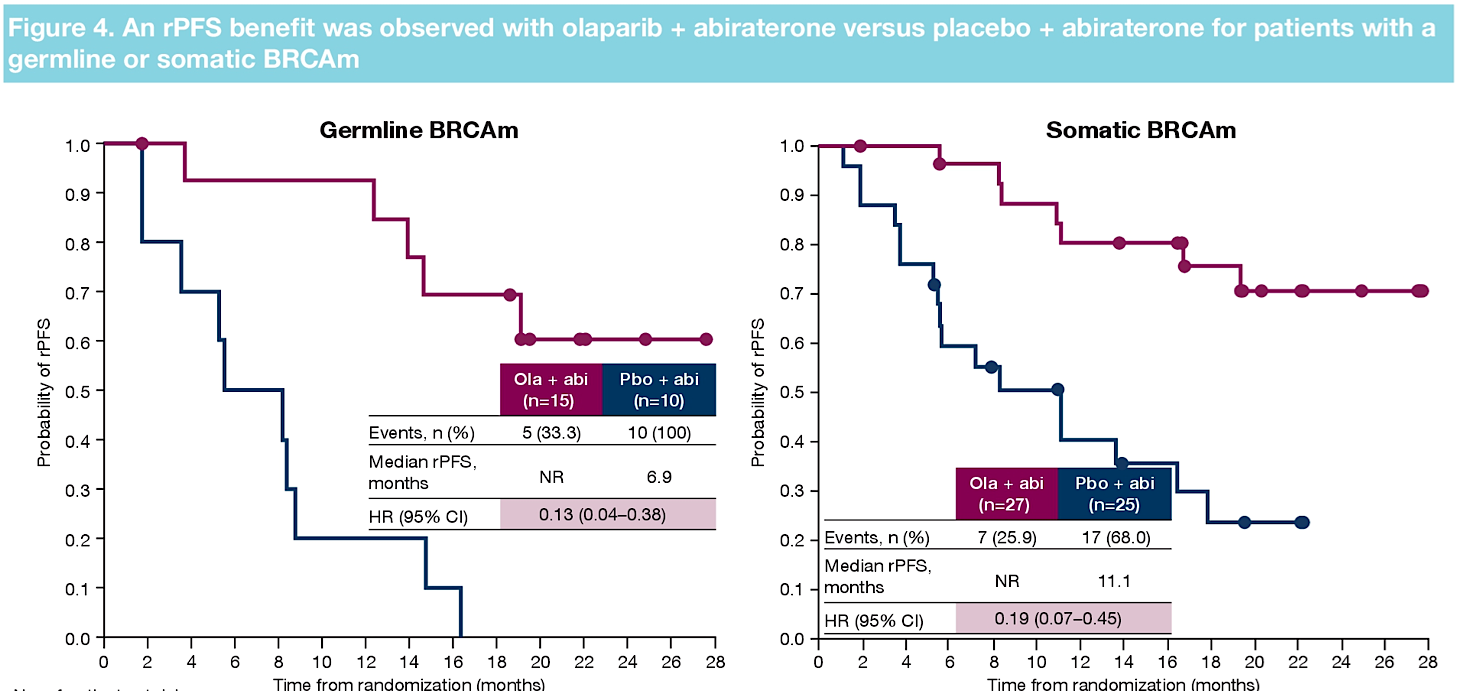 Figure 4. An rPFS benefit was observed with olaparib + abiraterone versus placebo + abiraterone for patients with a
germline or somatic BRCAm
Germline BRCAm
1.0
0.9
0.8
0.7
0.6
0.5
0.4
0.3
0.2
0.1
0.0
Probability of rPFS
Ola + abi
(n=15)
Pbo + abi
(n=10)
Events, n (%) 5 (33.3) 10 (100)
Median rPFS,
months NR 6.9
HR (95% CI) 0.13 (0.04–0.38)
0 2 4 6 8 10 12 14 16 18 20 22 24 26 28
Time from randomization (months)
Somatic BRCAm
1.0
0.9
0.8
0.7
0.6
0.5
0.4
0.3
0.2
0.1
0.0
Probability of rPFS
Ola + abi
(n=27)
Pbo + abi
(n=25)
Events, n (%) 7 (25.9) 17 (68.0)
Median rPFS,
months NR 11.1
HR (95% CI) 0.19 (0.07–0.45)
0 2 4 6 8 10 12 14 16 18 20 22 24 26 28
Time from randomization (months)